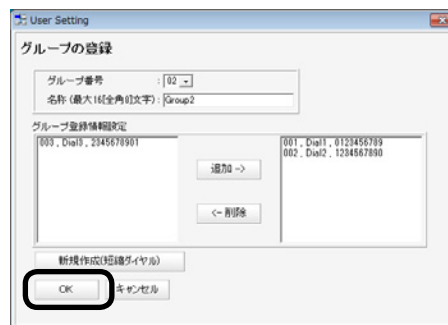 User Setting
グループの登録
グループ番号 : 02
名称 (最大16[全角8]文字) : Group2
グループ登録情報設定
003 , Dial3 , 2345678901
001 , Dial1 , 0123456789
002 , Dial2 , 1234567890
追加 ->
<- 削除
新規作成(短縮ダイヤル)
OK
キャンセル